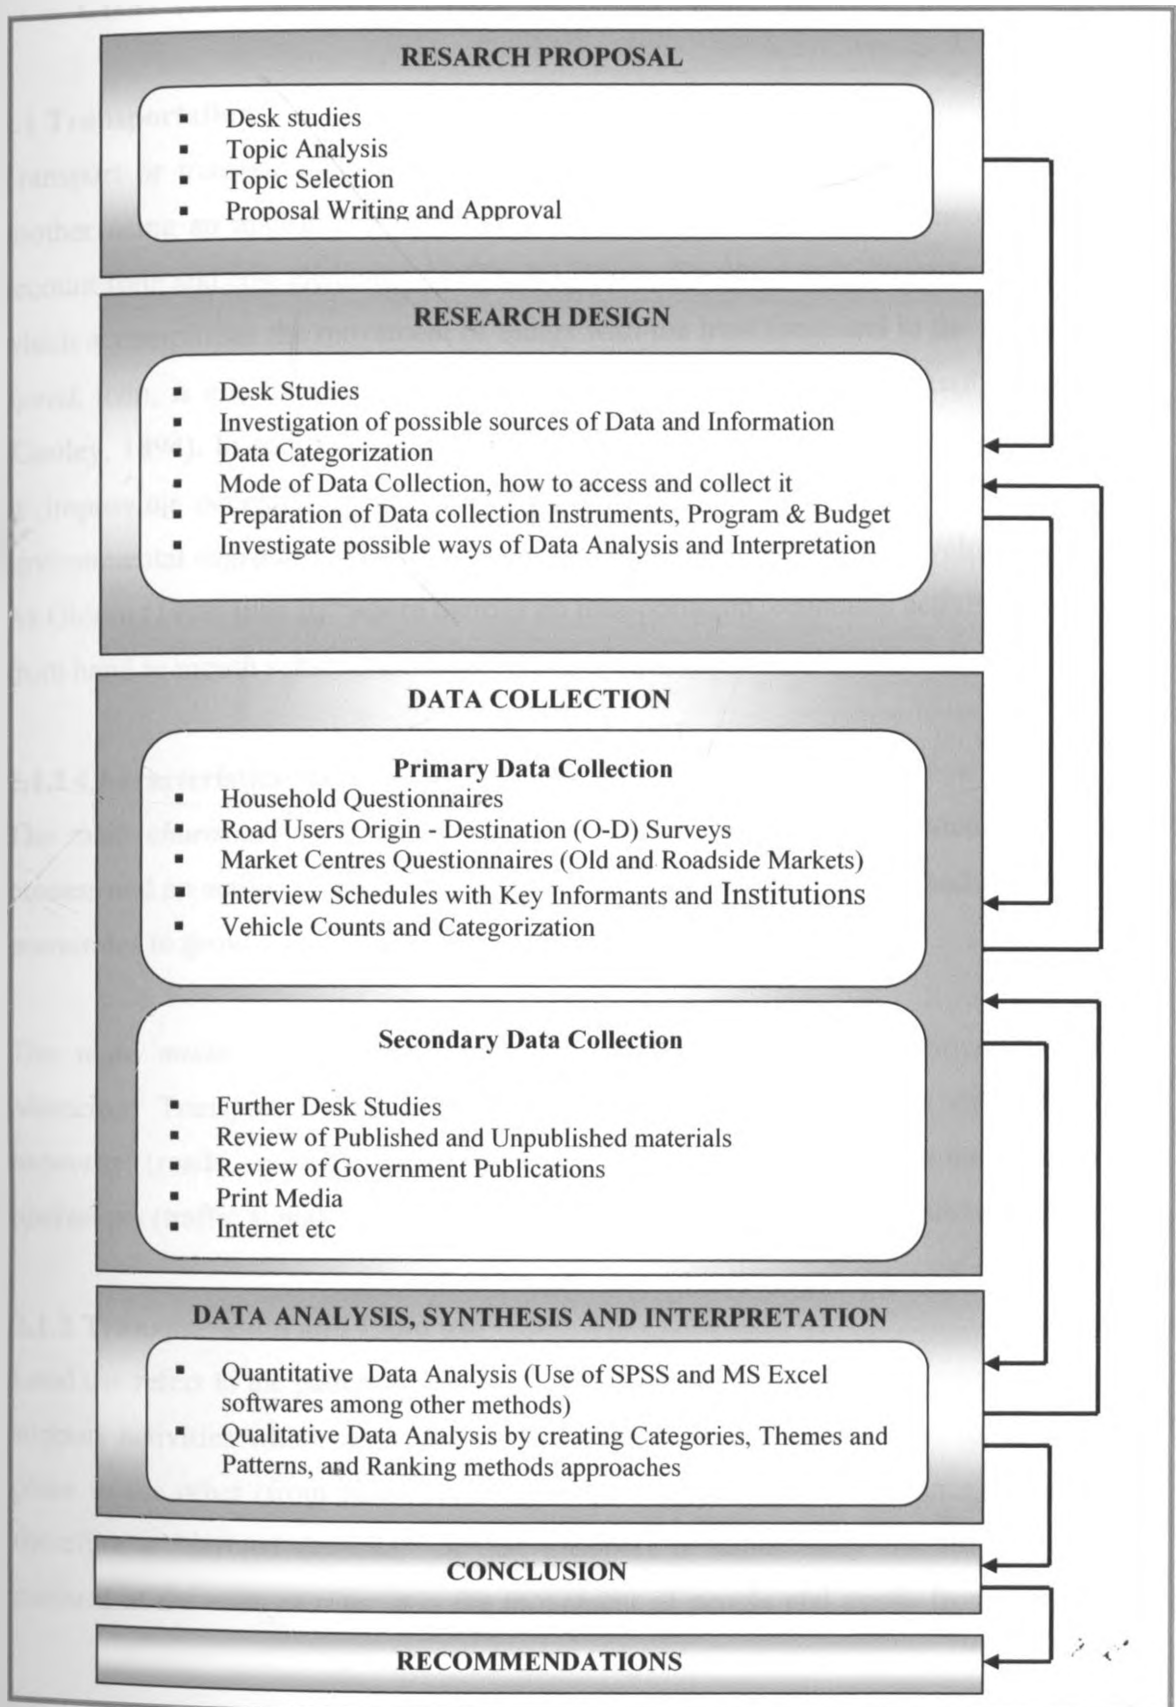 RESARCH PROPOSAL
▪ Desk studies
▪ Topic Analysis
▪ Topic Selection
▪ Proposal Writing and Approval
RESEARCH DESIGN
▪ Desk Studies
▪ Investigation of possible sources of Data and Information
▪ Data Categorization
▪ Mode of Data Collection, how to access and collect it
▪ Preparation of Data collection Instruments, Program & Budget
▪ Investigate possible ways of Data Analysis and Interpretation
DATA COLLECTION
Primary Data Collection
▪ Household Questionnaires
▪ Road Users Origin - Destination (O-D) Surveys
▪ Market Centres Questionnaires (Old and Roadside Markets)
▪ Interview Schedules with Key Informants and Institutions
▪ Vehicle Counts and Categorization
Secondary Data Collection
▪ Further Desk Studies
▪ Review of Published and Unpublished materials
▪ Review of Government Publications
▪ Print Media
▪ Internet etc
DATA ANALYSIS, SYNTHESIS AND INTERPRETATION
▪ Quantitative Data Analysis (Use of SPSS and MS Excel
softwares among other methods)
▪ Qualitative Data Analysis by creating Categories, Themes and
Patterns, and Ranking methods approaches
CONCLUSION
RECOMMENDATIONS